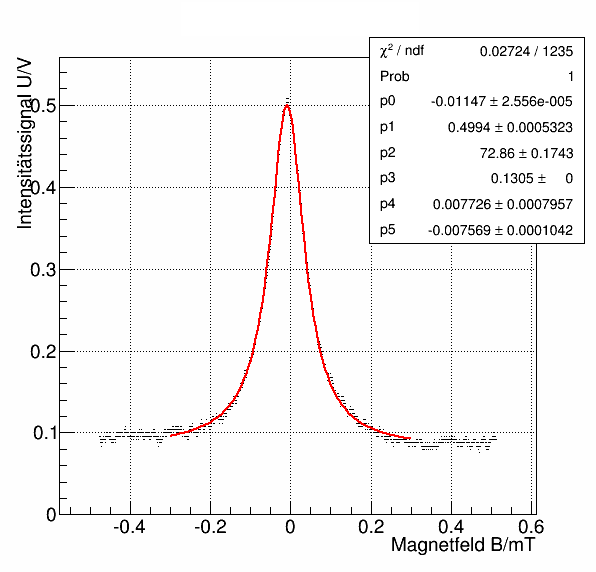 χ² / ndf 0.02724 / 1235
Prob 1
p0 -0.01147 ± 2.556e-005
p1 0.4994 ± 0.0005323
p2 72.86 ± 0.1743
p3 0.1305 ± 0
p4 0.007726 ± 0.0007957
p5 -0.007569 ± 0.0001042
Intensitätssignal U/V
0.5
0.4
0.3
0.2
0.1
0
-0.4 -0.2 0 0.2 0.4 0.6
Magnetfeld B/mT